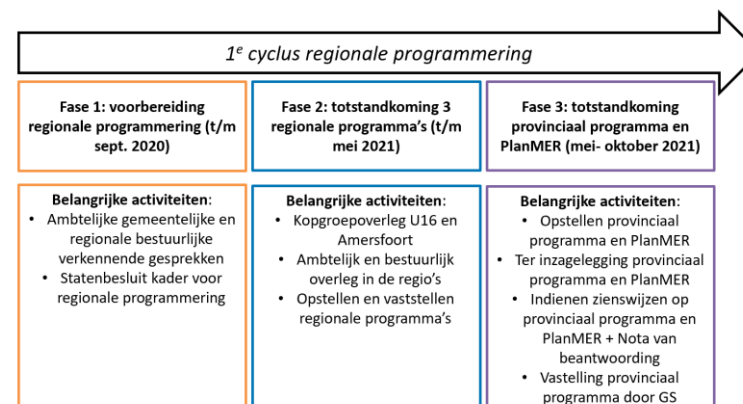 1e cyclus regionale programmering
Fase 1: voorbereiding
regionale programmering (t/m
sept. 2020)
Fase 2: totstandkoming 3
regionale programma's (t/m
mei 2021)
Fase 3: totstandkoming
provinciaal programma en
PlanMER (mei- oktober 2021)
Belangrijke activiteiten:
• Ambtelijke gemeentelijke en
regionale bestuurlijke
verkennende gesprekken
• Statenbesluit kader voor
regionale programmering
Belangrijke activiteiten:
• Kopgroepoverleg U16 en
Amersfoort
• Ambtelijk en bestuurlijk
overleg in de regio's
• Opstellen en vaststellen
regionale programma's
Belangrijke activiteiten:
• Opstellen provinciaal
programma en PlanMER
• Ter inzagelegging provinciaal
programma en PlanMER
• Indienen zienswijzen op
provinciaal programma en
PlanMER + Nota van
beantwoording
• Vastelling provinciaal
programma door GS